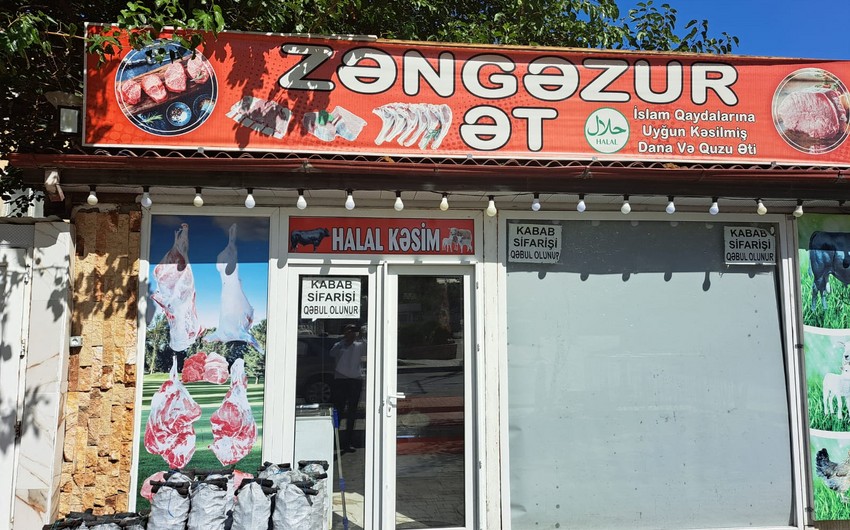 ZƏNGƏZUR
ƏT
حلال
HALAL
İslam Qaydalarına
Uyğun Kəsilmiş
Dana Və Quzu Əti
HALAL KƏSİM
KABAB
SİFARİŞİ
QƏBUL OLUNUR
KABAB
SİFARİŞİ
QƏBUL OLUNUR
KABAB
SİFARİŞİ
QƏBUL OLUNUR